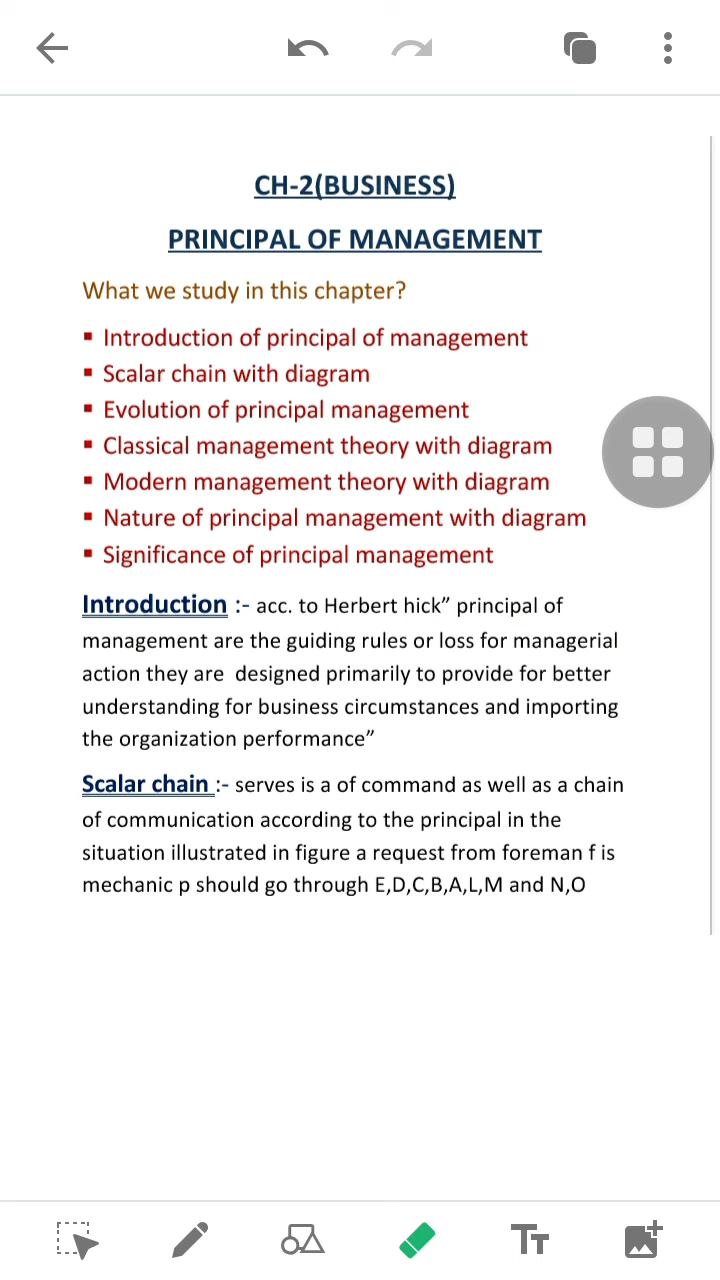 CH-2(BUSINESS)
PRINCIPAL OF MANAGEMENT
What we study in this chapter?
▪ Introduction of principal of management
▪ Scalar chain with diagram
▪ Evolution of principal management
▪ Classical management theory with diagram
▪ Modern management theory with diagram
▪ Nature of principal management with diagram
▪ Significance of principal management
Introduction :- acc. to Herbert hick” principal of
management are the guiding rules or loss for managerial
action they are designed primarily to provide for better
understanding for business circumstances and importing
the organization performance”
Scalar chain :- serves is a of command as well as a chain
of communication according to the principal in the
situation illustrated in figure a request from foreman f is
mechanic p should go through E,D,C,B,A,L,M and N,O
TT